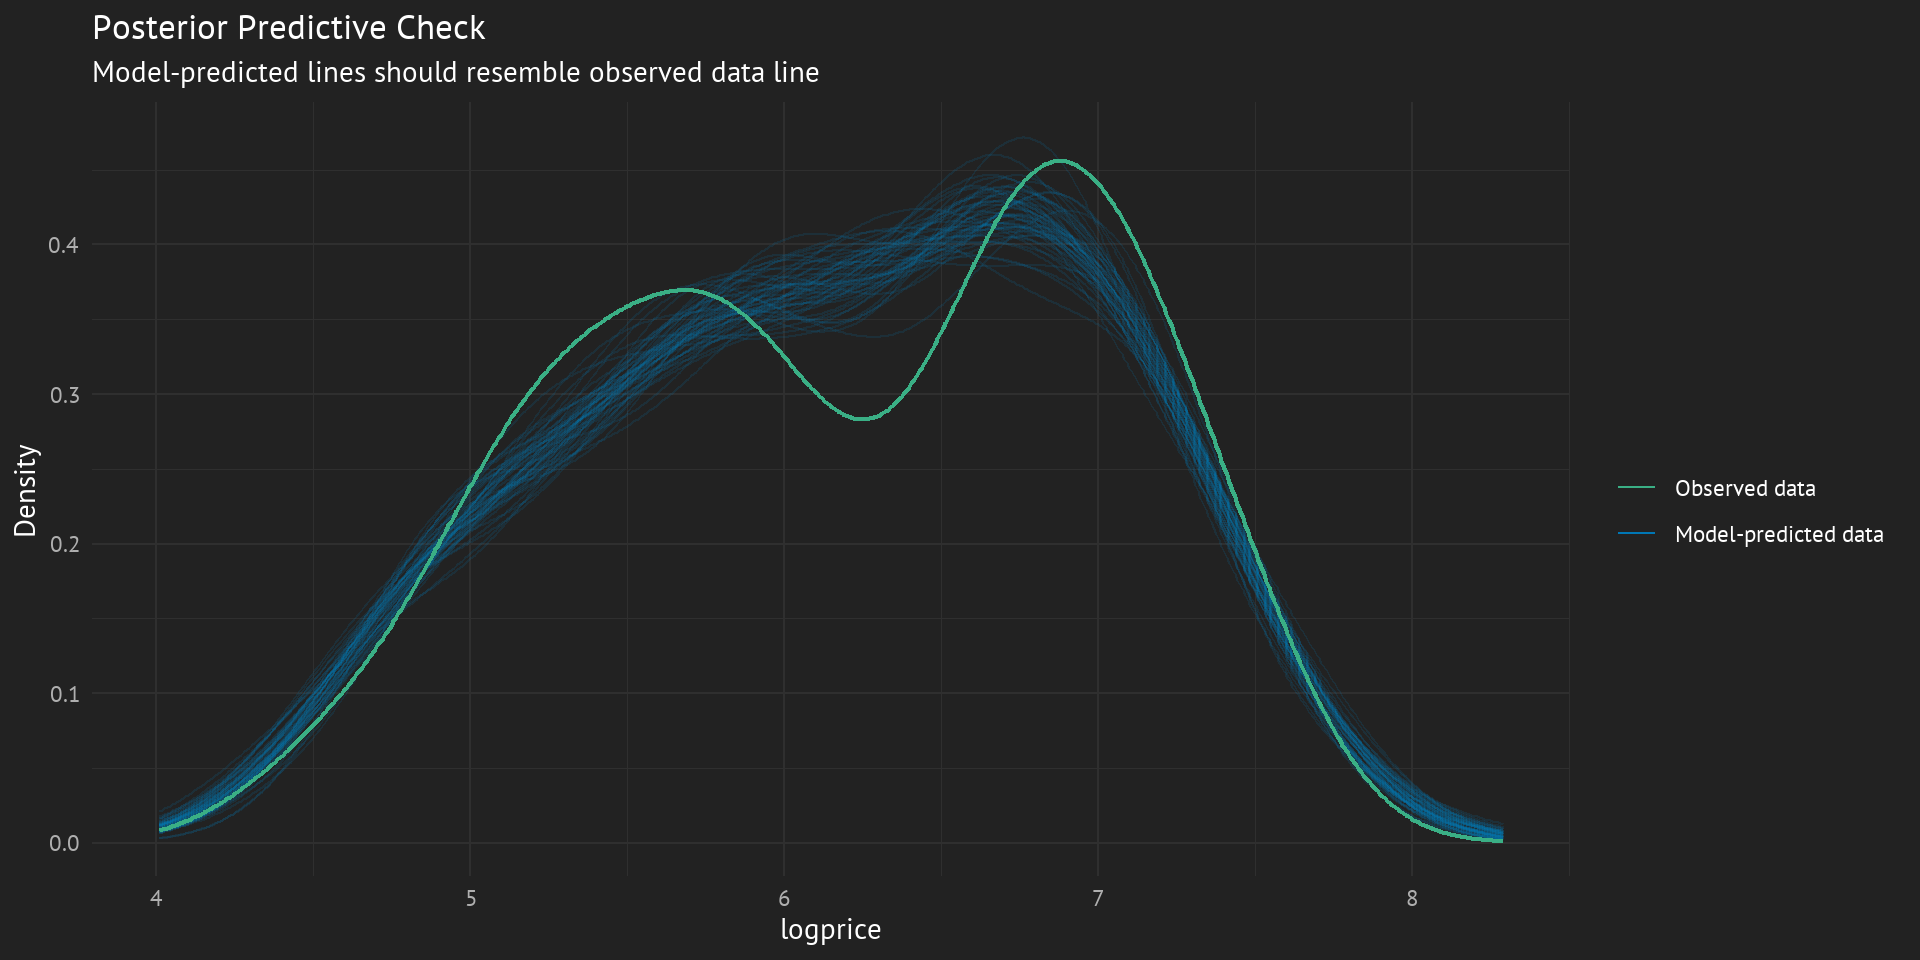 Posterior Predictive Check
Model-predicted lines should resemble observed data line
Density
0.4
0.3
0.2
0.1
0.0
4 5 6 7 8
logprice
Observed data
Model-predicted data